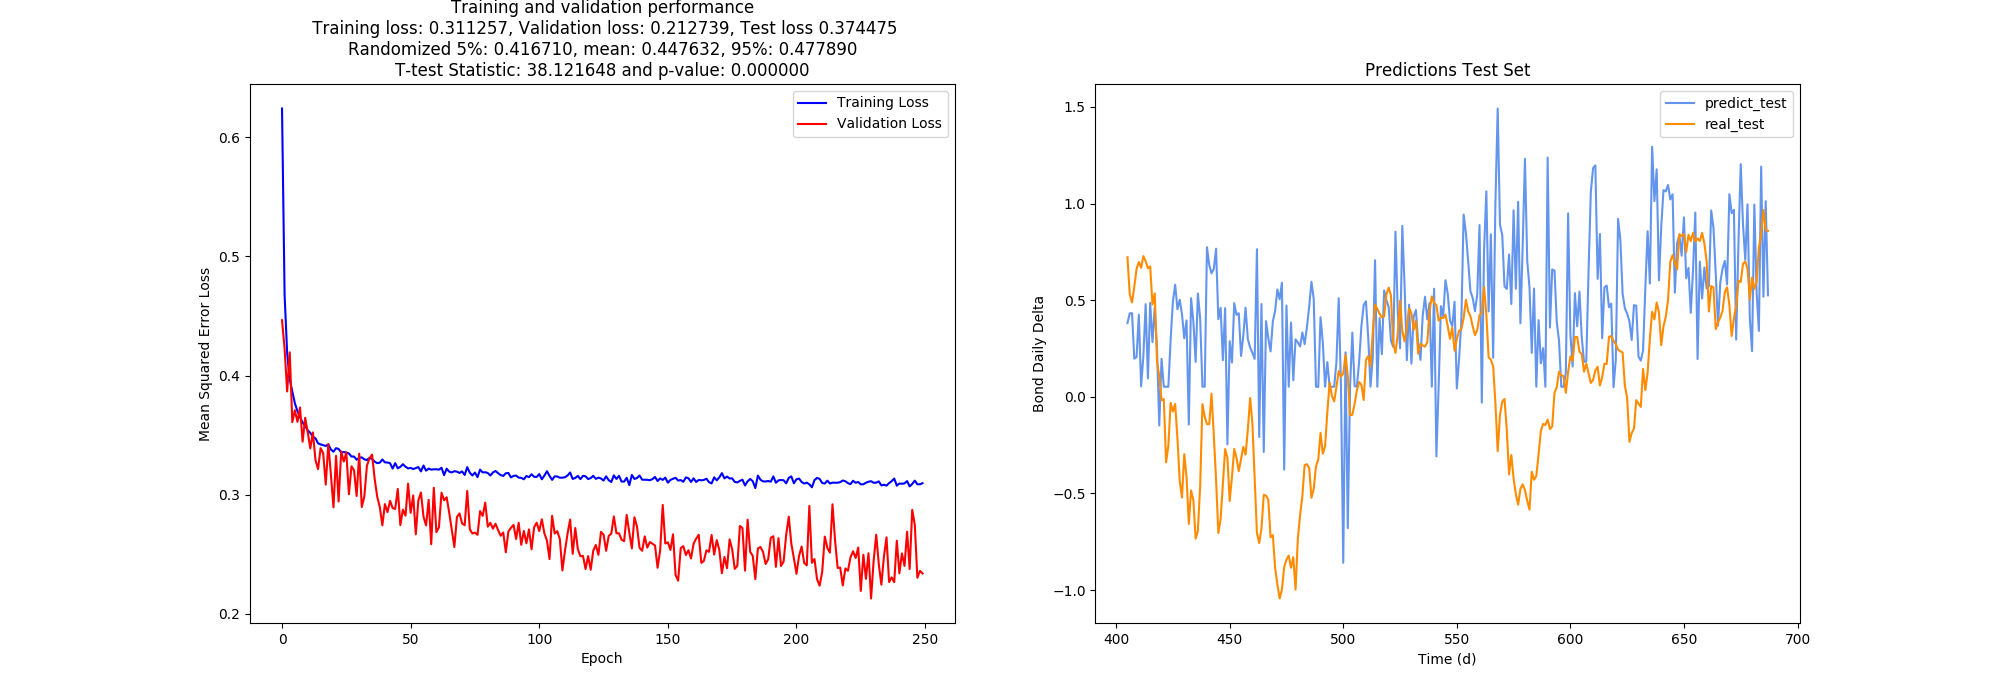 Training and validation performance
Training loss: 0.311257, Validation loss: 0.212739, Test loss 0.374475
Randomized 5%: 0.416710, mean: 0.447632, 95%: 0.477890
T-test Statistic: 38.121648 and p-value: 0.000000
Training Loss
Validation Loss
0.6
0.5
0.4
0.3
0.2
Mean Squared Error Loss
0
50
100
150
200
250
Epoch
Predictions Test Set
predict_test
real_test
1.5
1.0
0.5
0.0
−0.5
−1.0
Bond Daily Delta
400
450
500
550
600
650
700
Time (d)